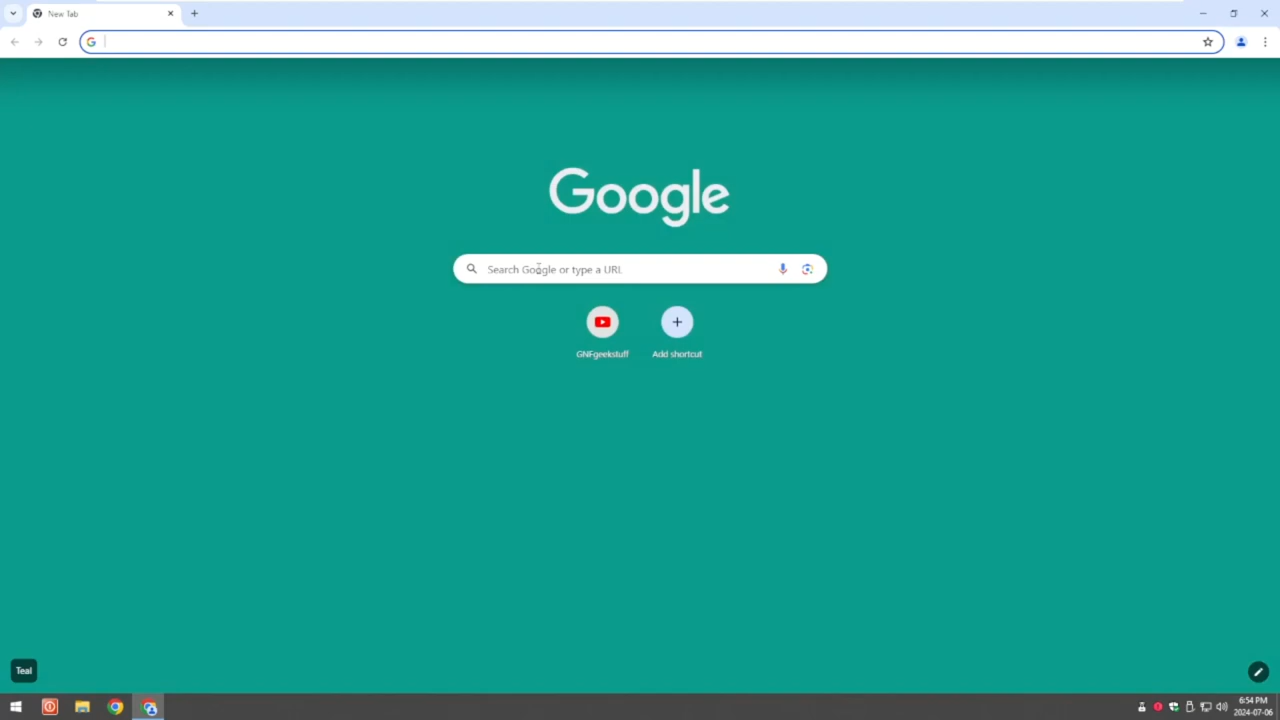 New Tab
Google
Search Google or type a URL
GNFgeekstuff
Add shortcut
Teal
6:54 PM
2024-07-06